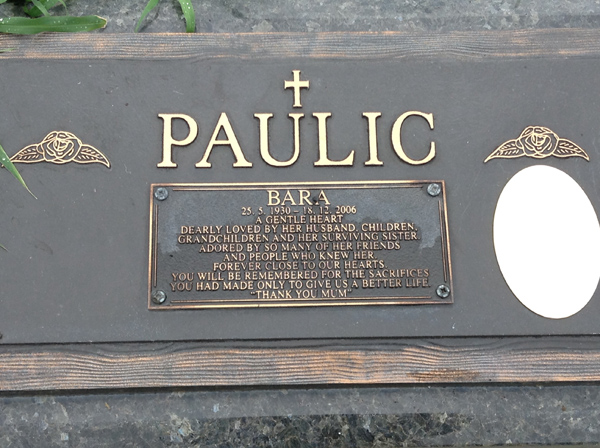 PAULIC
BARA
25. 5. 1930 - 18. 12. 2006
A GENTLE HEART
DEARLY LOVED BY HER HUSBAND, CHILDREN,
GRANDCHILDREN AND HER SURVIVING SISTER.
ADORED BY SO MANY OF HER FRIENDS
AND PEOPLE WHO KNEW HER.
FOREVER CLOSE TO OUR HEARTS.
YOU WILL BE REMEMBERED FOR THE SACRIFICES
YOU HAD MADE ONLY TO GIVE US A BETTER LIFE
"THANK YOU MUM"